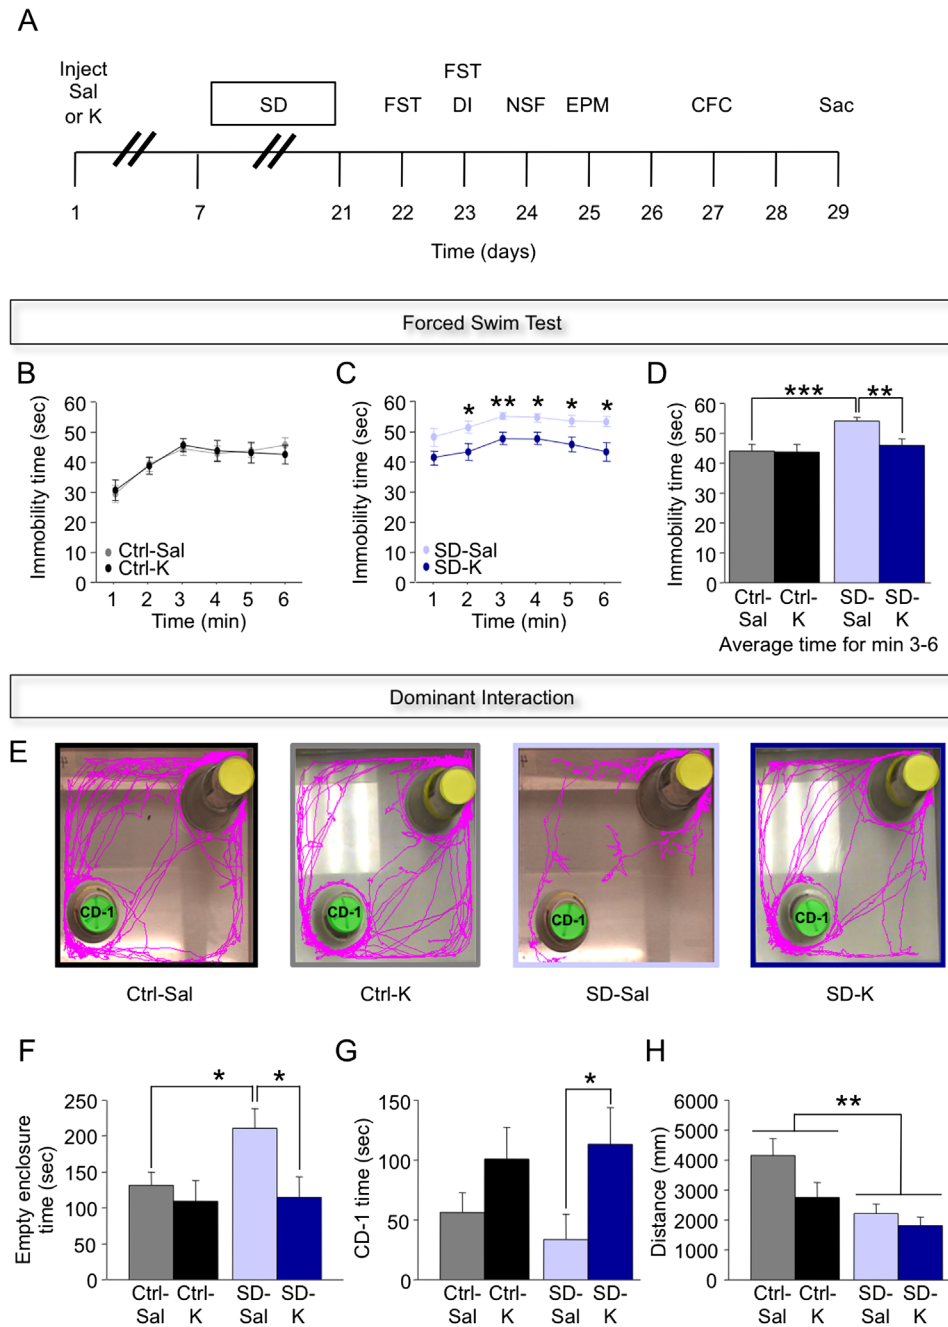 A
Inject
Sal
or K
SD
FST
FST
DI
NSF
EPM
CFC
Sac
1
7
21
22
23
24
25
26
27
28
29
Time (days)
Forced Swim Test
B
Immobility time (sec)
60
50
40
30
20
10
0
Ctrl-Sal
Ctrl-K
1 2 3 4 5 6
Time (min)
C
Immobility time (sec)
60
50
40
30
20
10
0
* ** * * *
SD-Sal
SD-K
1 2 3 4 5 6
Time (min)
D
Immobility time (sec)
60
50
40
30
20
10
0
*** **
Ctrl- Ctrl- SD- SD-
Sal K Sal K
Average time for min 3-6
Dominant Interaction
E
CD-1
CD-1
CD-1
CD-1
Ctrl-Sal
Ctrl-K
SD-Sal
SD-K
F
Empty enclosure
time (sec)
250
200
150
100
50
0
* *
Ctrl- Ctrl- SD- SD-
Sal K Sal K
G
CD-1 time (sec)
150
100
50
0
*
Ctrl- Ctrl- SD- SD-
Sal K Sal K
H
Distance (mm)
6000
5000
4000
3000
2000
1000
0
**
Ctrl- Ctrl- SD- SD-
Sal K Sal K